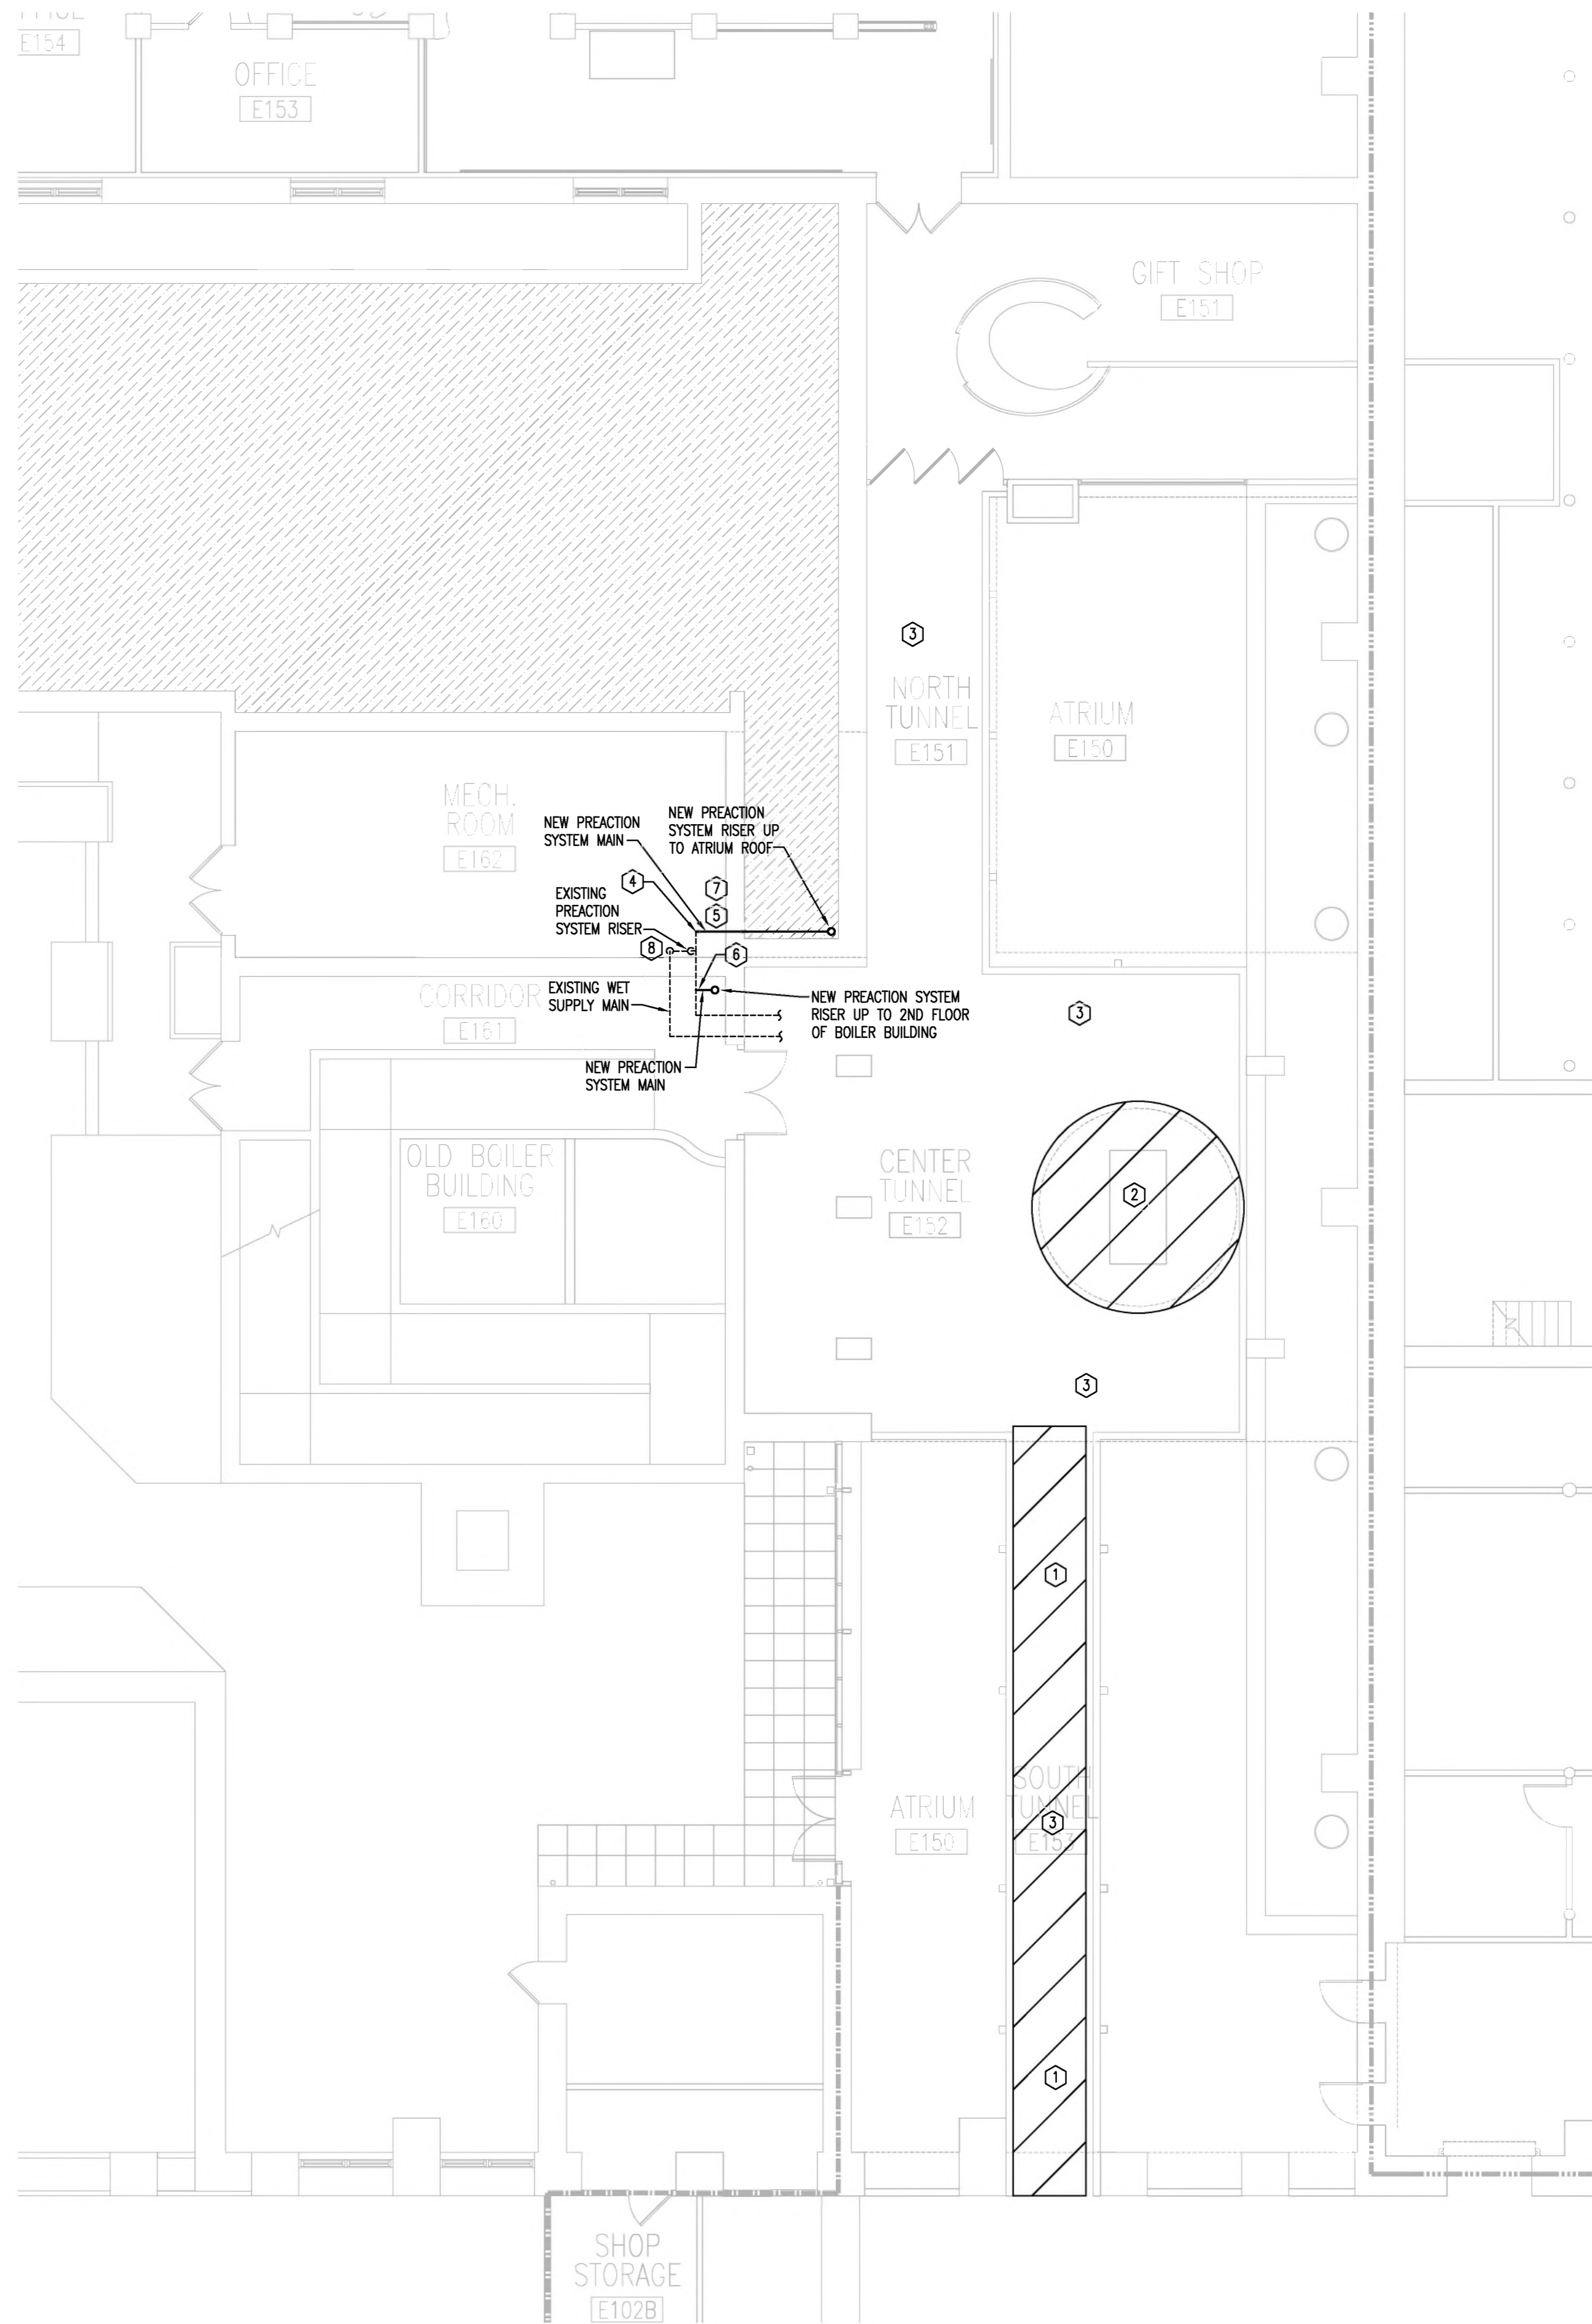 E154
OFFICE
E153
GIFT SHOP
E151
3
NORTH
TUNNEL
E151
ATRIUM
E150
MECH.
ROOM
E162
NEW PREACTION
SYSTEM MAIN
NEW PREACTION
SYSTEM RISER UP
TO ATRIUM ROOF
4
7
5
EXISTING
PREACTION
SYSTEM RISER
8
6
CORRIDOR
E161
EXISTING WET
SUPPLY MAIN
NEW PREACTION SYSTEM
RISER UP TO 2ND FLOOR
OF BOILER BUILDING
3
NEW PREACTION
SYSTEM MAIN
OLD BOILER
BUILDING
E160
CENTER
TUNNEL
E152
2
3
1
ATRIUM
E150
SOUTH
TUNNEL
3
E153
1
SHOP
STORAGE
E102B